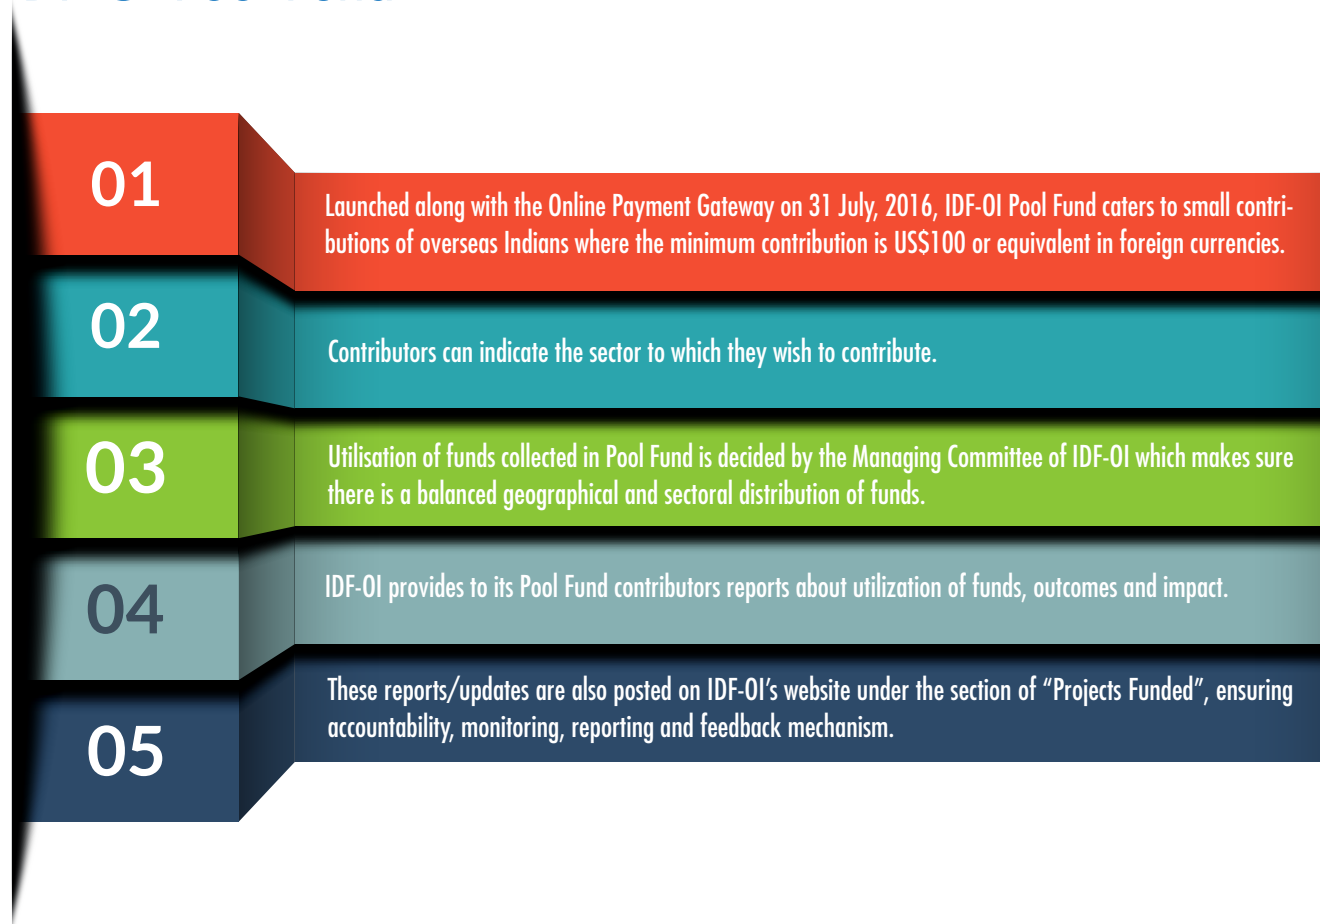 01
Launched along with the Online Payment Gateway on 31 July, 2016, IDF-OI Pool Fund caters to small contri-
butions of overseas Indians where the minimum contribution is US$100 or equivalent in foreign currencies.
02
Contributors can indicate the sector to which they wish to contribute.
03
Utilisation of funds collected in Pool Fund is decided by the Managing Committee of IDF-OI which makes sure
there is a balanced geographical and sectoral distribution of funds.
04
IDF-OI provides to its Pool Fund contributors reports about utilization of funds, outcomes and impact.
05
These reports/updates are also posted on IDF-OI’s website under the section of “Projects Funded”, ensuring
accountability, monitoring, reporting and feedback mechanism.